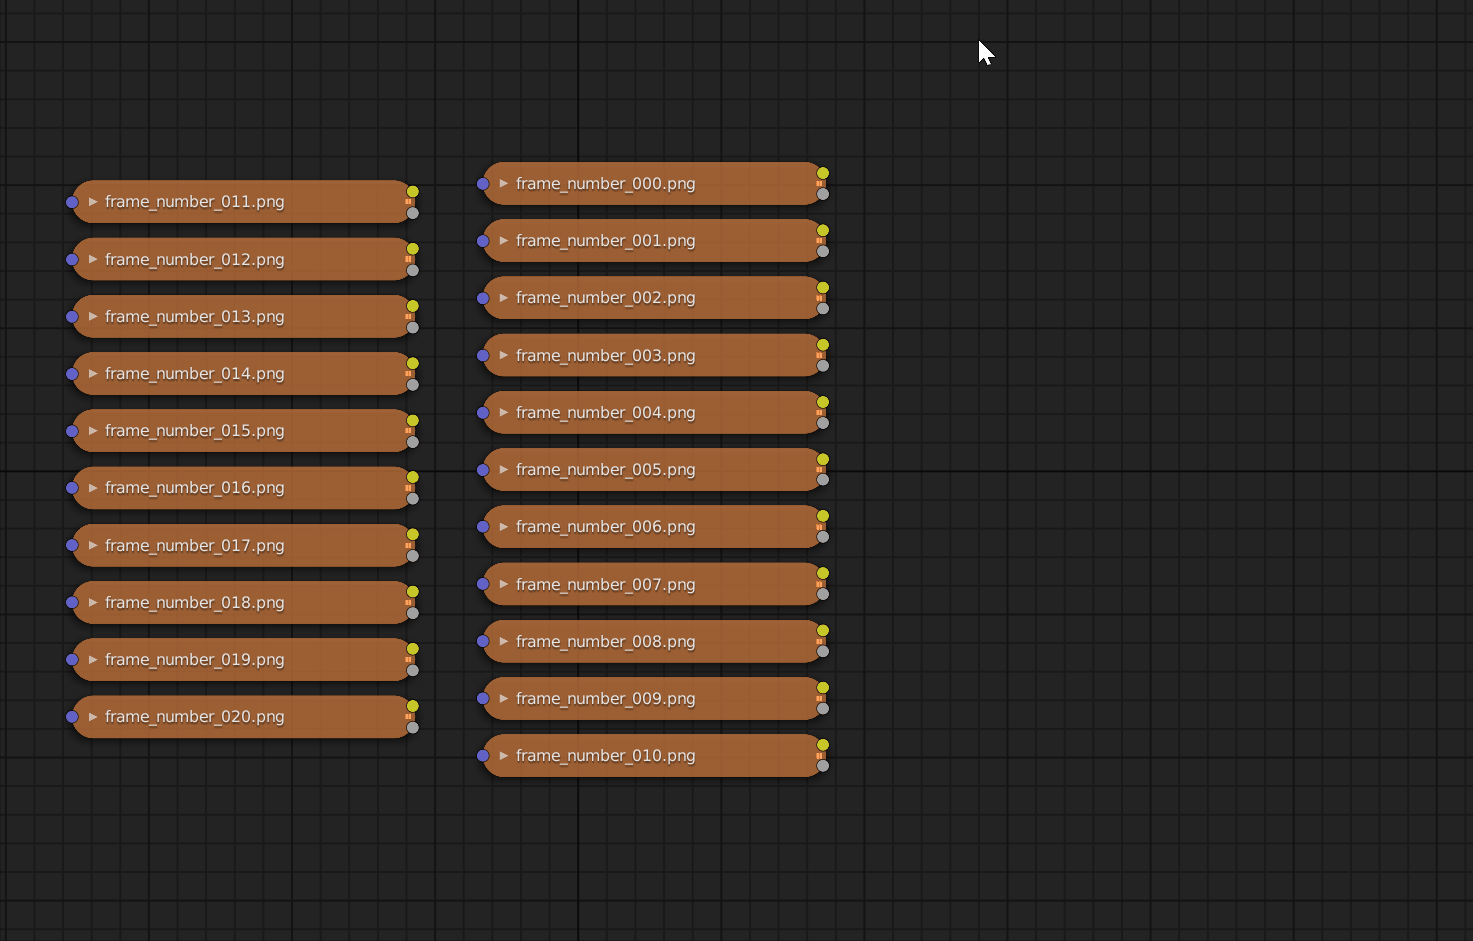 frame_number_011.png
frame_number_012.png
frame_number_013.png
frame_number_014.png
frame_number_015.png
frame_number_016.png
frame_number_017.png
frame_number_018.png
frame_number_019.png
frame_number_020.png
frame_number_000.png
frame_number_001.png
frame_number_002.png
frame_number_003.png
frame_number_004.png
frame_number_005.png
frame_number_006.png
frame_number_007.png
frame_number_008.png
frame_number_009.png
frame_number_010.png